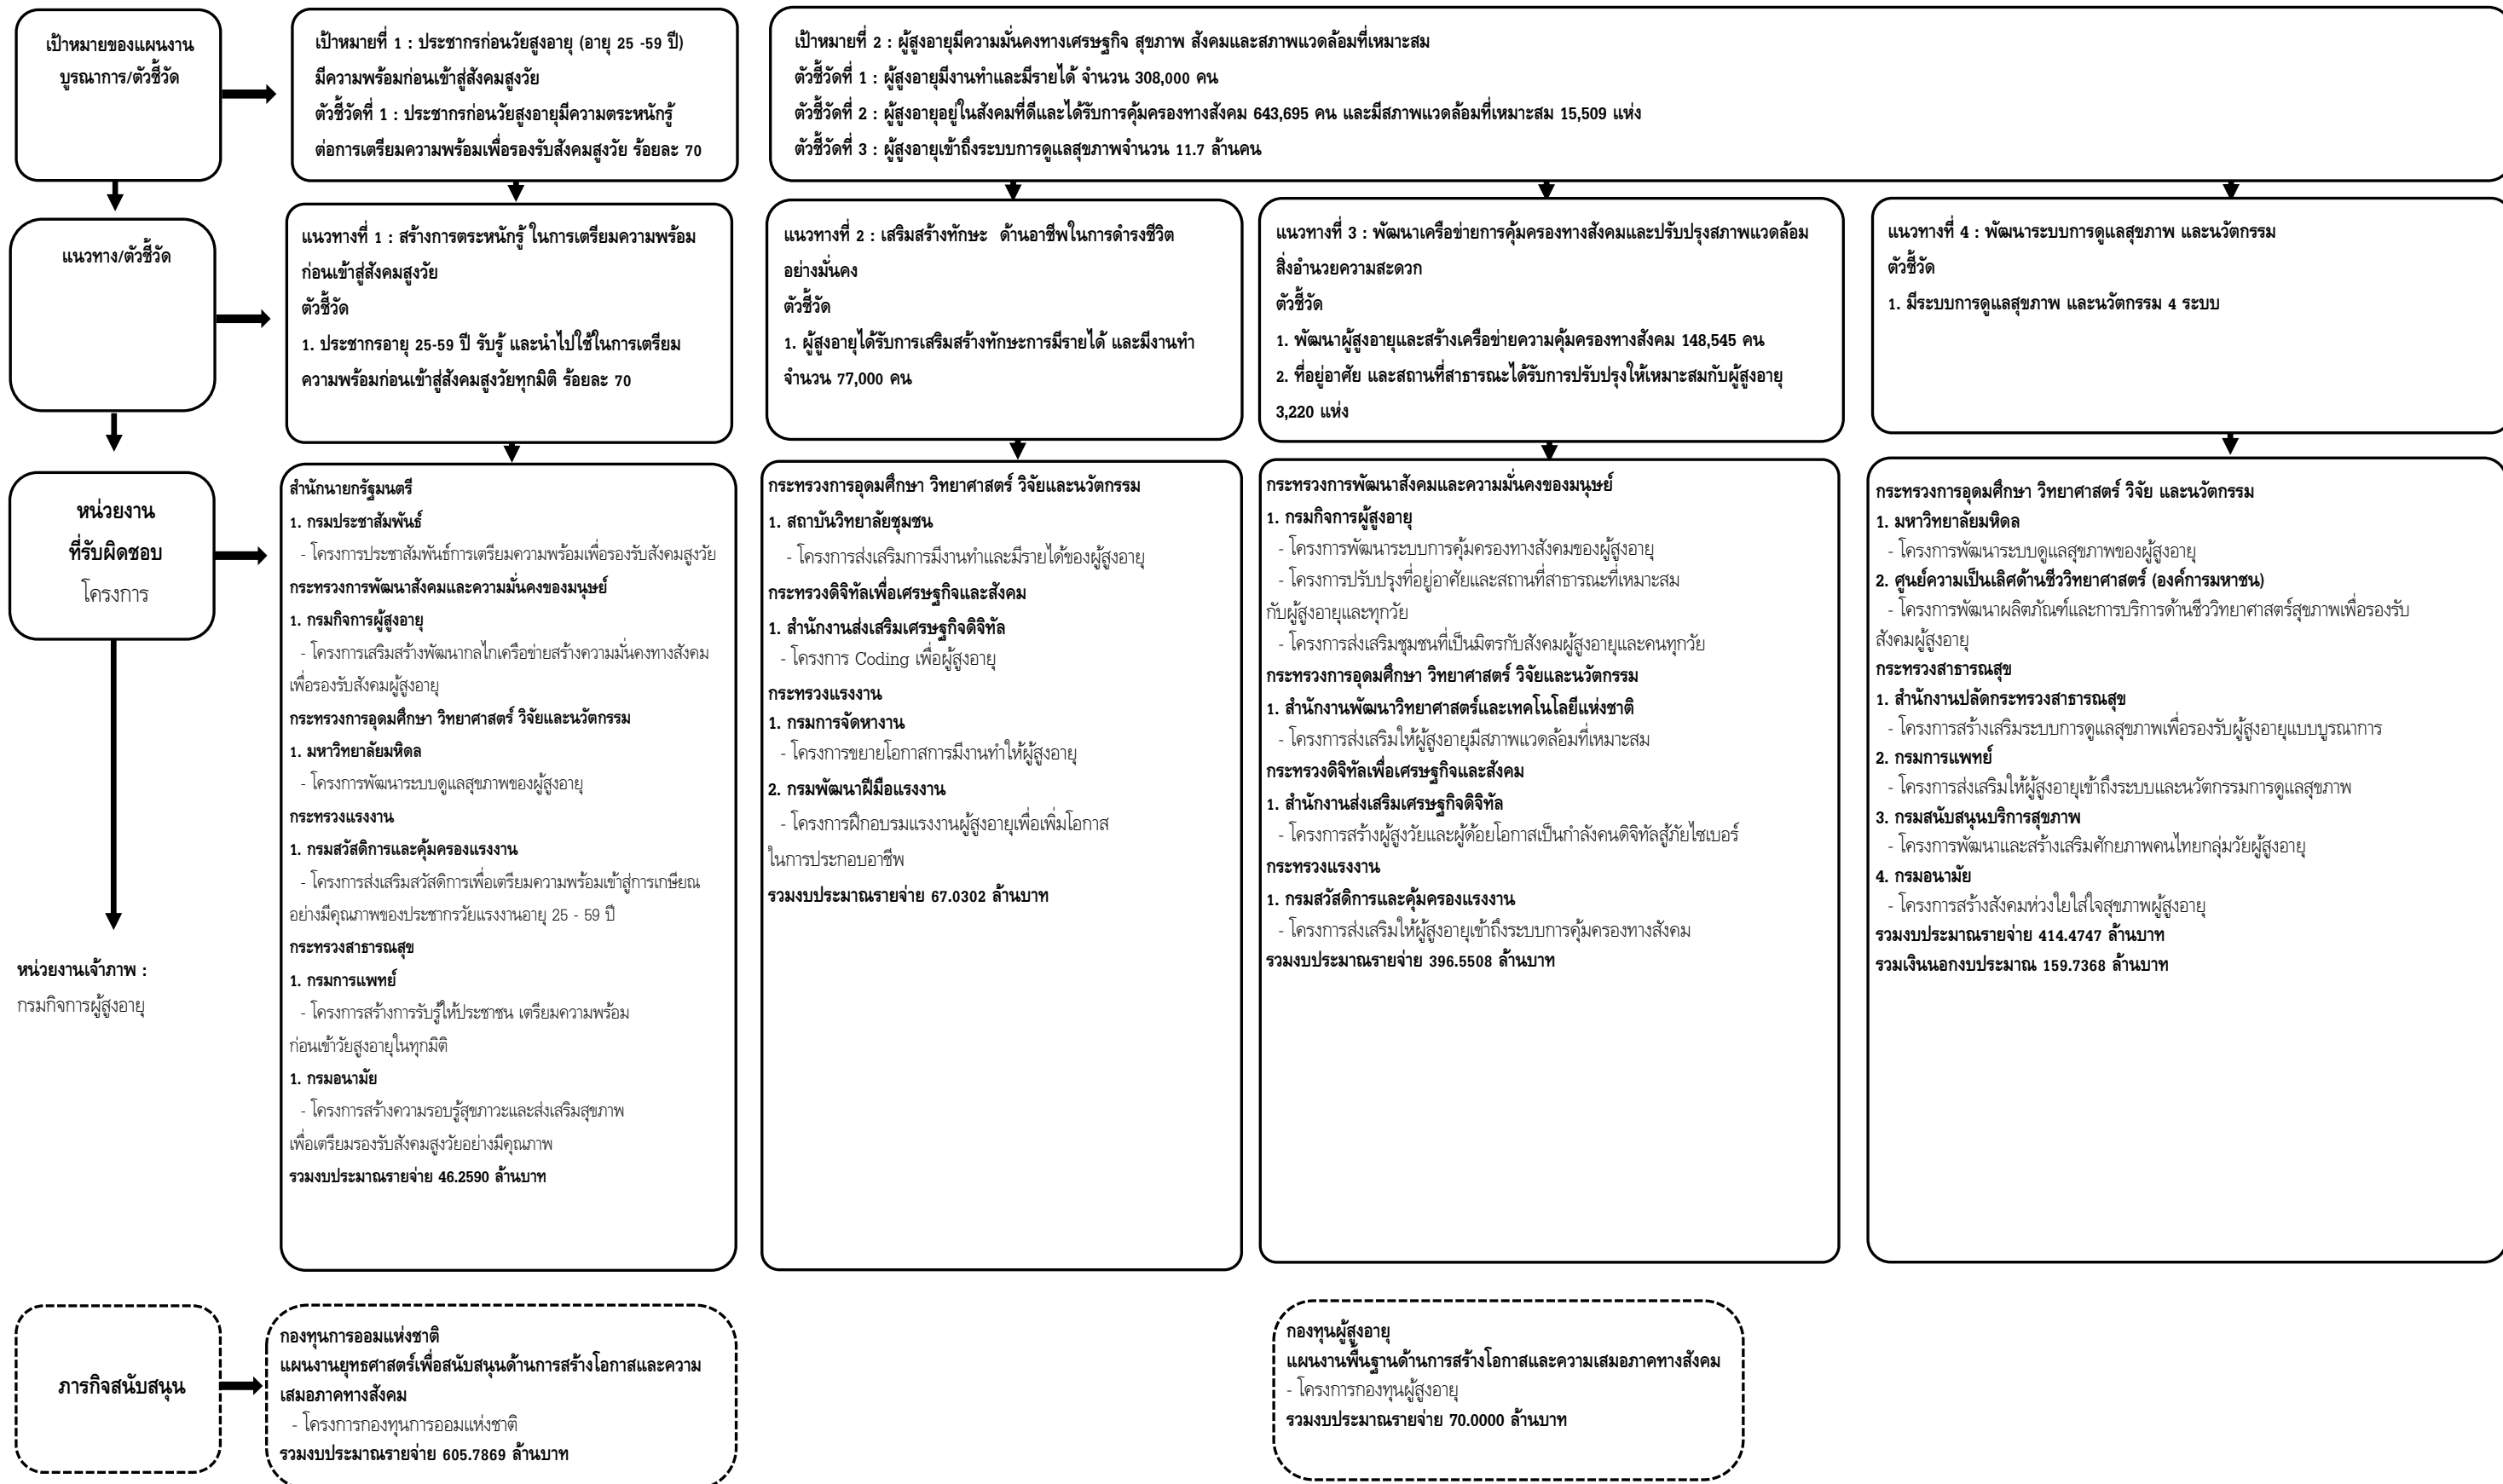 เป้าหมายของแผนงาน
บูรณาการ/ตัวชี้วัด
เป้าหมายที่ 1 : ประชากรก่อนวัยสูงอายุ (อายุ 25 -59 ปี)
มีความพร้อมก่อนเข้าสู่สังคมสูงวัย
ตัวชี้วัดที่ 1 : ประชากรก่อนวัยสูงอายุมีความตระหนักรู้
ต่อการเตรียมความพร้อมเพื่อรองรับสังคมสูงวัย ร้อยละ 70
เป้าหมายที่ 2 : ผู้สูงอายุมีความมั่นคงทางเศรษฐกิจ สุขภาพ สังคมและสภาพแวดล้อมที่เหมาะสม
ตัวชี้วัดที่ 1 : ผู้สูงอายุมีงานทำและมีรายได้ จำนวน 308,000 คน
ตัวชี้วัดที่ 2 : ผู้สูงอายุอยู่ในสังคมที่ดีและได้รับการคุ้มครองทางสังคม 643,695 คน และมีสภาพแวดล้อมที่เหมาะสม 15,509 แห่ง
ตัวชี้วัดที่ 3 : ผู้สูงอายุเข้าถึงระบบการดูแลสุขภาพจำนวน 11.7 ล้านคน
แนวทาง/ตัวชี้วัด
แนวทางที่ 1 : สร้างการตระหนักรู้ ในการเตรียมความพร้อม
ก่อนเข้าสู่สังคมสูงวัย
ตัวชี้วัด
1. ประชากรอายุ 25-59 ปี รับรู้ และนำไปใช้ในการเตรียม
ความพร้อมก่อนเข้าสู่สังคมสูงวัยทุกมิติ ร้อยละ 70
แนวทางที่ 2 : เสริมสร้างทักษะ ด้านอาชีพในการดำรงชีวิต
อย่างมั่นคง
ตัวชี้วัด
1. ผู้สูงอายุได้รับการเสริมสร้างทักษะการมีรายได้ และมีงานทำ
จำนวน 77,000 คน
แนวทางที่ 3 : พัฒนาเครือข่ายการคุ้มครองทางสังคมและปรับปรุงสภาพแวดล้อม
สิ่งอำนวยความสะดวก
ตัวชี้วัด
1. พัฒนาผู้สูงอายุและสร้างเครือข่ายความคุ้มครองทางสังคม 148,545 คน
2. ที่อยู่อาศัย และสถานที่สาธารณะได้รับการปรับปรุงให้เหมาะสมกับผู้สูงอายุ
3,220 แห่ง
แนวทางที่ 4 : พัฒนาระบบการดูแลสุขภาพ และนวัตกรรม
ตัวชี้วัด
1. มีระบบการดูแลสุขภาพ และนวัตกรรม 4 ระบบ
หน่วยงาน
ที่รับผิดชอบ
โครงการ
สำนักนายกรัฐมนตรี
1. กรมประชาสัมพันธ์
- โครงการประชาสัมพันธ์การเตรียมความพร้อมเพื่อรองรับสังคมสูงวัย
กระทรวงการพัฒนาสังคมและความมั่นคงของมนุษย์
1. กรมกิจการผู้สูงอายุ
- โครงการเสริมสร้างพัฒนากลไกเครือข่ายสร้างความมั่นคงทางสังคม
เพื่อรองรับสังคมผู้สูงอายุ
กระทรวงการอุดมศึกษา วิทยาศาสตร์ วิจัยและนวัตกรรม
1. มหาวิทยาลัยมหิดล
- โครงการพัฒนาระบบดูแลสุขภาพของผู้สูงอายุ
กระทรวงแรงงาน
1. กรมสวัสดิการและคุ้มครองแรงงาน
- โครงการส่งเสริมสวัสดิการเพื่อเตรียมความพร้อมเข้าสู่การเกษียณ
อย่างมีคุณภาพของประชากรวัยแรงงานอายุ 25 - 59 ปี
กระทรวงสาธารณสุข
1. กรมการแพทย์
- โครงการสร้างการรับรู้ให้ประชาชน เตรียมความพร้อม
ก่อนเข้าวัยสูงอายุในทุกมิติ
1. กรมอนามัย
- โครงการสร้างความรอบรู้สุขภาวะและส่งเสริมสุขภาพ
เพื่อเตรียมรองรับสังคมสูงวัยอย่างมีคุณภาพ
รวมงบประมาณรายจ่าย 46.2590 ล้านบาท
กระทรวงการอุดมศึกษา วิทยาศาสตร์ วิจัยและนวัตกรรม
1. สถาบันวิทยาลัยชุมชน
- โครงการส่งเสริมการมีงานทำและมีรายได้ของผู้สูงอายุ
กระทรวงดิจิทัลเพื่อเศรษฐกิจและสังคม
1. สำนักงานส่งเสริมเศรษฐกิจดิจิทัล
- โครงการ Coding เพื่อผู้สูงอายุ
กระทรวงแรงงาน
1. กรมการจัดหางาน
- โครงการขยายโอกาสการมีงานทำให้ผู้สูงอายุ
2. กรมพัฒนาฝีมือแรงงาน
- โครงการฝึกอบรมแรงงานผู้สูงอายุเพื่อเพิ่มโอกาส
ในการประกอบอาชีพ
รวมงบประมาณรายจ่าย 67.0302 ล้านบาท
กระทรวงการพัฒนาสังคมและความมั่นคงของมนุษย์
1. กรมกิจการผู้สูงอายุ
- โครงการพัฒนาระบบการคุ้มครองทางสังคมของผู้สูงอายุ
- โครงการปรับปรุงที่อยู่อาศัยและสถานที่สาธารณะที่เหมาะสม
กับผู้สูงอายุและทุกวัย
- โครงการส่งเสริมชุมชนที่เป็นมิตรกับสังคมผู้สูงอายุและคนทุกวัย
กระทรวงการอุดมศึกษา วิทยาศาสตร์ วิจัยและนวัตกรรม
1. สำนักงานพัฒนาวิทยาศาสตร์และเทคโนโลยีแห่งชาติ
- โครงการส่งเสริมให้ผู้สูงอายุมีสภาพแวดล้อมที่เหมาะสม
กระทรวงดิจิทัลเพื่อเศรษฐกิจและสังคม
1. สำนักงานส่งเสริมเศรษฐกิจดิจิทัล
- โครงการสร้างผู้สูงวัยและผู้ด้อยโอกาสเป็นกำลังคนดิจิทัลสู้ภัยไซเบอร์
กระทรวงแรงงาน
1. กรมสวัสดิการและคุ้มครองแรงงาน
- โครงการส่งเสริมให้ผู้สูงอายุเข้าถึงระบบการคุ้มครองทางสังคม
รวมงบประมาณรายจ่าย 396.5508 ล้านบาท
กระทรวงการอุดมศึกษา วิทยาศาสตร์ วิจัย และนวัตกรรม
1. มหาวิทยาลัยมหิดล
- โครงการพัฒนาระบบดูแลสุขภาพของผู้สูงอายุ
2. ศูนย์ความเป็นเลิศด้านชีววิทยาศาสตร์ (องค์การมหาชน)
- โครงการพัฒนาผลิตภัณฑ์และการบริการด้านชีววิทยาศาสตร์สุขภาพเพื่อรองรับ
สังคมผู้สูงอายุ
กระทรวงสาธารณสุข
1. สำนักงานปลัดกระทรวงสาธารณสุข
- โครงการสร้างเสริมระบบการดูแลสุขภาพเพื่อรองรับผู้สูงอายุแบบบูรณาการ
2. กรมการแพทย์
- โครงการส่งเสริมให้ผู้สูงอายุเข้าถึงระบบและนวัตกรรมการดูแลสุขภาพ
3. กรมสนับสนุนบริการสุขภาพ
- โครงการพัฒนาและสร้างเสริมศักยภาพคนไทยกลุ่มวัยผู้สูงอายุ
4. กรมอนามัย
- โครงการสร้างสังคมห่วงใยใส่ใจสุขภาพผู้สูงอายุ
รวมงบประมาณรายจ่าย 414.4747 ล้านบาท
รวมเงินนอกงบประมาณ 159.7368 ล้านบาท
หน่วยงานเจ้าภาพ :
กรมกิจการผู้สูงอายุ
ภารกิจสนับสนุน
กองทุนการออมแห่งชาติ
แผนงานยุทธศาสตร์เพื่อสนับสนุนด้านการสร้างโอกาสและความ
เสมอภาคทางสังคม
- โครงการกองทุนการออมแห่งชาติ
รวมงบประมาณรายจ่าย 605.7869 ล้านบาท
กองทุนผู้สูงอายุ
แผนงานพื้นฐานด้านการสร้างโอกาสและความเสมอภาคทางสังคม
- โครงการกองทุนผู้สูงอายุ
รวมงบประมาณรายจ่าย 70.0000 ล้านบาท